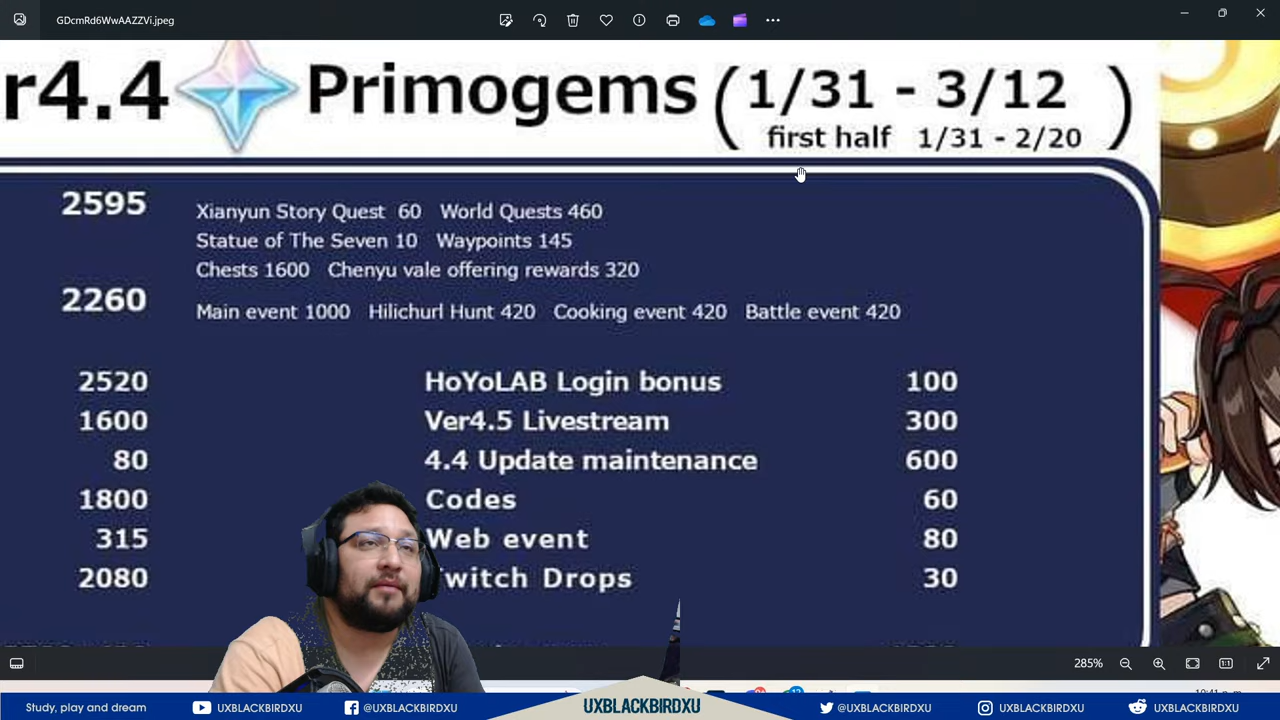 GDcmRd6WwAAZZVi.jpeg
r4.4 Primogems (1/31 - 3/12)
first half 1/31 - 2/20
2595
Xianyun Story Quest 60 World Quests 460
Statue of The Seven 10 Waypoints 145
Chests 1600 Chenyu vale offering rewards 320
2260
Main event 1000 Hilichurl Hunt 420 Cooking event 420 Battle event 420
2520 HoYoLAB Login bonus 100
1600 Ver4.5 Livestream 300
80 4.4 Update maintenance 600
1800 Codes 60
315 Web event 80
2080 witch Drops 30
285%
Study, play and dream UXBLACKBIRDXU @UXBLACKBIRDXU UXBLACKBIRDXU @UXBLACKBIRDXU UXBLACKBIRDXU UXBLACKBIRDXU